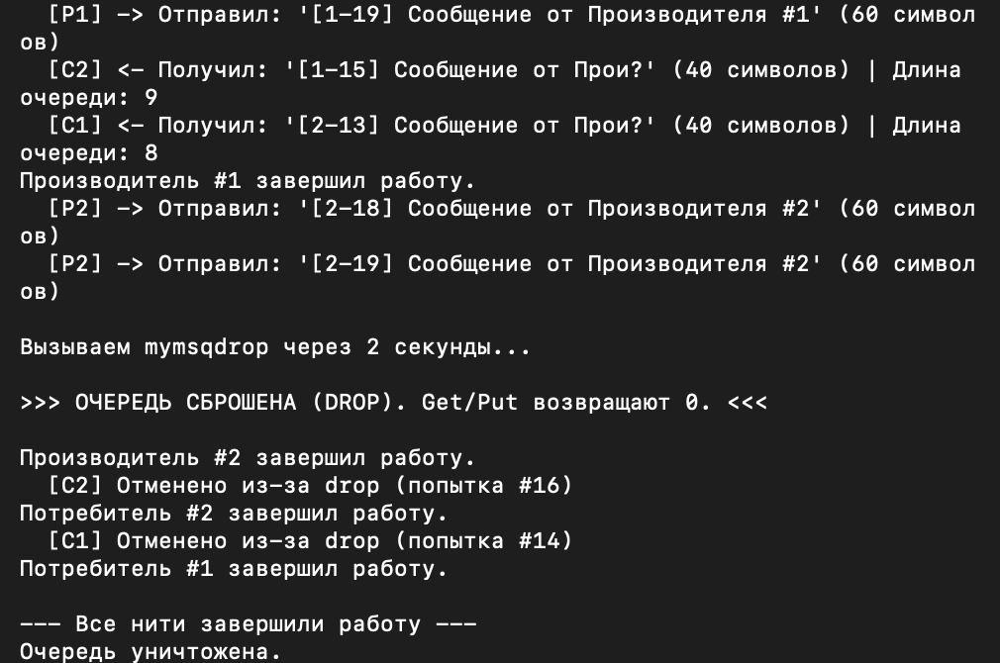 [P1] —> Отправил: '[1-19] Сообщение от Производителя #1' (60 символ
ов)
[C2] <— Получил: '[1-15] Сообщение от Прои?' (40 символов) | Длина
очереди: 9
[C1] <— Получил: '[2-13] Сообщение от Прои?' (40 символов) | Длина
очереди: 8
Производитель #1 завершил работу.
[P2] —> Отправил: '[2-18] Сообщение от Производителя #2' (60 символ
ов)
[P2] —> Отправил: '[2-19] Сообщение от Производителя #2' (60 символ
ов)
Вызываем mymsqdrop через 2 секунды...
>>> ОЧЕРЕДЬ СБРОШЕНА (DROP). Get/Put возвращают 0. <<<
Производитель #2 завершил работу.
[C2] Отменено из-за drop (попытка #16)
Потребитель #2 завершил работу.
[C1] Отменено из-за drop (попытка #14)
Потребитель #1 завершил работу.
--- Все нити завершили работу ---
Очередь уничтожена.